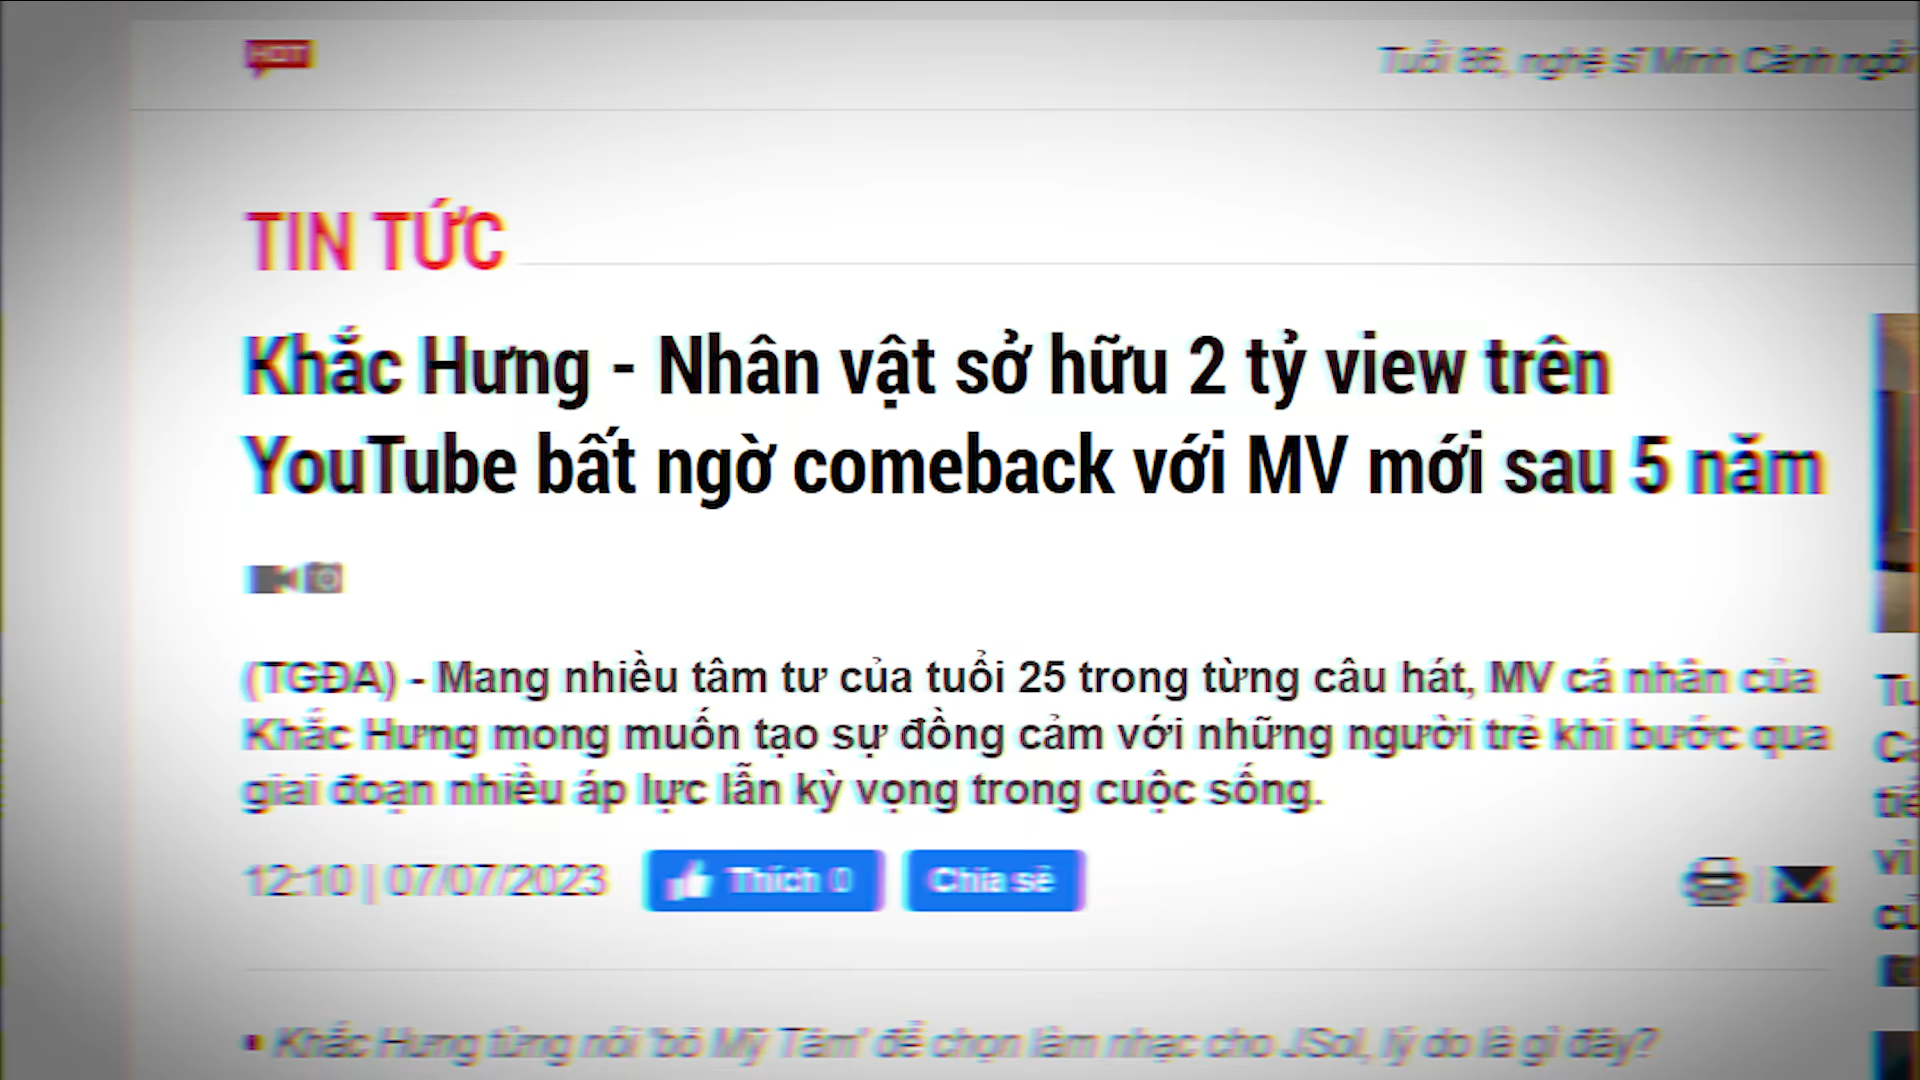 HOT
Tuổi 86, nghệ sĩ Minh Cảnh ngồi
TIN TỨC
Khắc Hưng - Nhân vật sở hữu 2 tỷ view trên
YouTube bất ngờ comeback với MV mới sau 5 năm
(TGĐA) - Mang nhiều tâm tư của tuổi 25 trong từng câu hát, MV cá nhân của
Khắc Hưng mong muốn tạo sự đồng cảm với những người trẻ khi bước qua
giai đoạn nhiều áp lực lẫn kỳ vọng trong cuộc sống.
12:10 | 07/07/2023
Thích 0
Chia sẻ
Khắc Hưng từng nói 'bỏ Mỹ Tâm' để chọn làm nhạc cho JSol, lý do là gì đây?